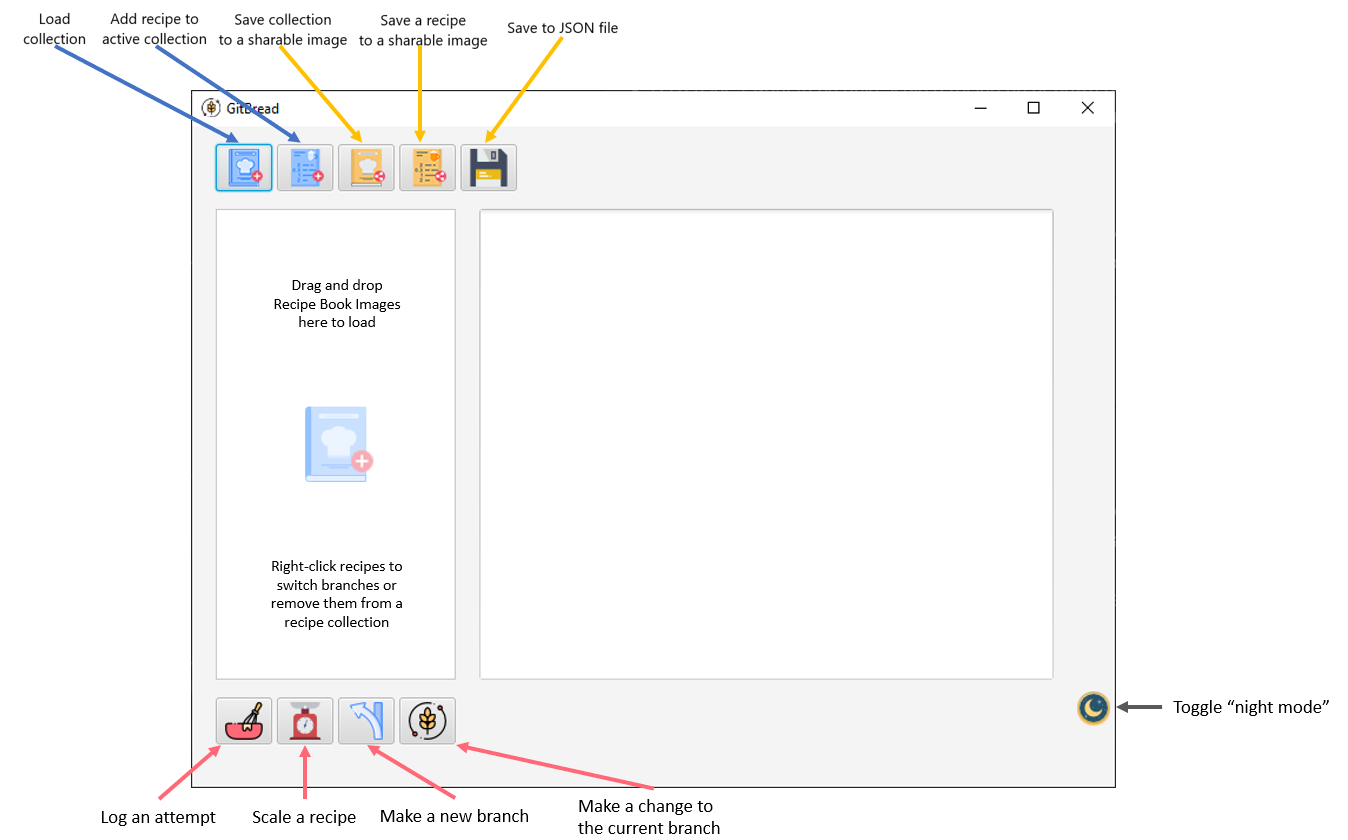 Load
collection
Add recipe to
active collection
Save collection
to a sharable image
Save a recipe
to a sharable image
Save to JSON file
GitBread
Drag and drop
Recipe Book Images
here to load
Right-click recipes to
switch branches or
remove them from a
recipe collection
Toggle “night mode”
Log an attempt
Scale a recipe
Make a new branch
Make a change to
the current branch